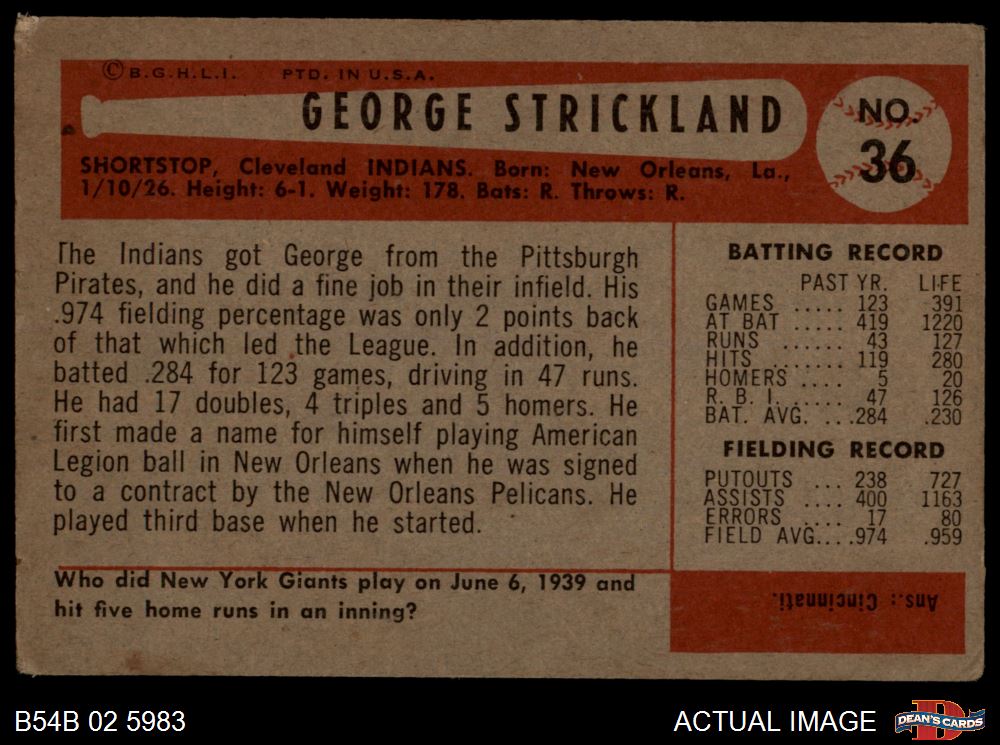 ©B.G.H.L.I. PTD. IN U.S.A.
GEORGE STRICKLAND
NO.
36
SHORTSTOP, Cleveland INDIANS. Born: New Orleans, La.,
1/10/26. Height: 6-1. Weight: 178. Bats: R. Throws: R.
The Indians got George from the Pittsburgh
Pirates, and he did a fine job in their infield. His
.974 fielding percentage was only 2 points back
of that which led the League. In addition, he
batted .284 for 123 games, driving in 47 runs.
He had 17 doubles, 4 triples and 5 homers. He
first made a name for himself playing American
Legion ball in New Orleans when he was signed
to a contract by the New Orleans Pelicans. He
played third base when he started.
BATTING RECORD
PAST YR. LIFE
GAMES ..... 123 391
AT BAT ..... 419 1220
RUNS ...... 43 127
HITS ....... 119 280
HOMERS .... 5 20
R. B. I. ..... 47 126
BAT. AVG. ... .284 .230
FIELDING RECORD
PUTOUTS ... 238 727
ASSISTS .... 400 1163
ERRORS .... 17 80
FIELD AVG.... .974 .959
Who did New York Giants play on June 6, 1939 and
hit five home runs in an inning?
Ans.: Cincinnati.
B54B 02 5983
ACTUAL IMAGE
D
DEAN'S CARDS